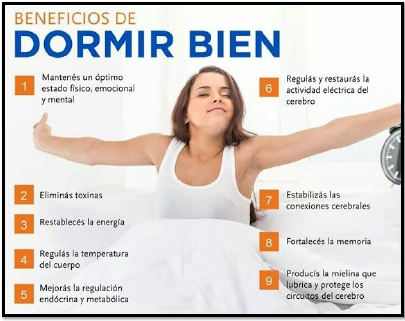 BENEFICIOS DE
DORMIR BIEN
1
Mantenés un óptimo
estado físico, emocional
y mental
2
Eliminás toxinas
3
Restablecés la energía
4
Regulás la temperatura
del cuerpo
5
Mejorás la regulación
endócrina y metabólica
6
Regulás y restaurás la
actividad eléctrica del
cerebro
7
Estabilizás las
conexiones cerebrales
8
Fortalecés la memoria
9
Producís la mielina que
lubrica y protege los
circuitos del cerebro